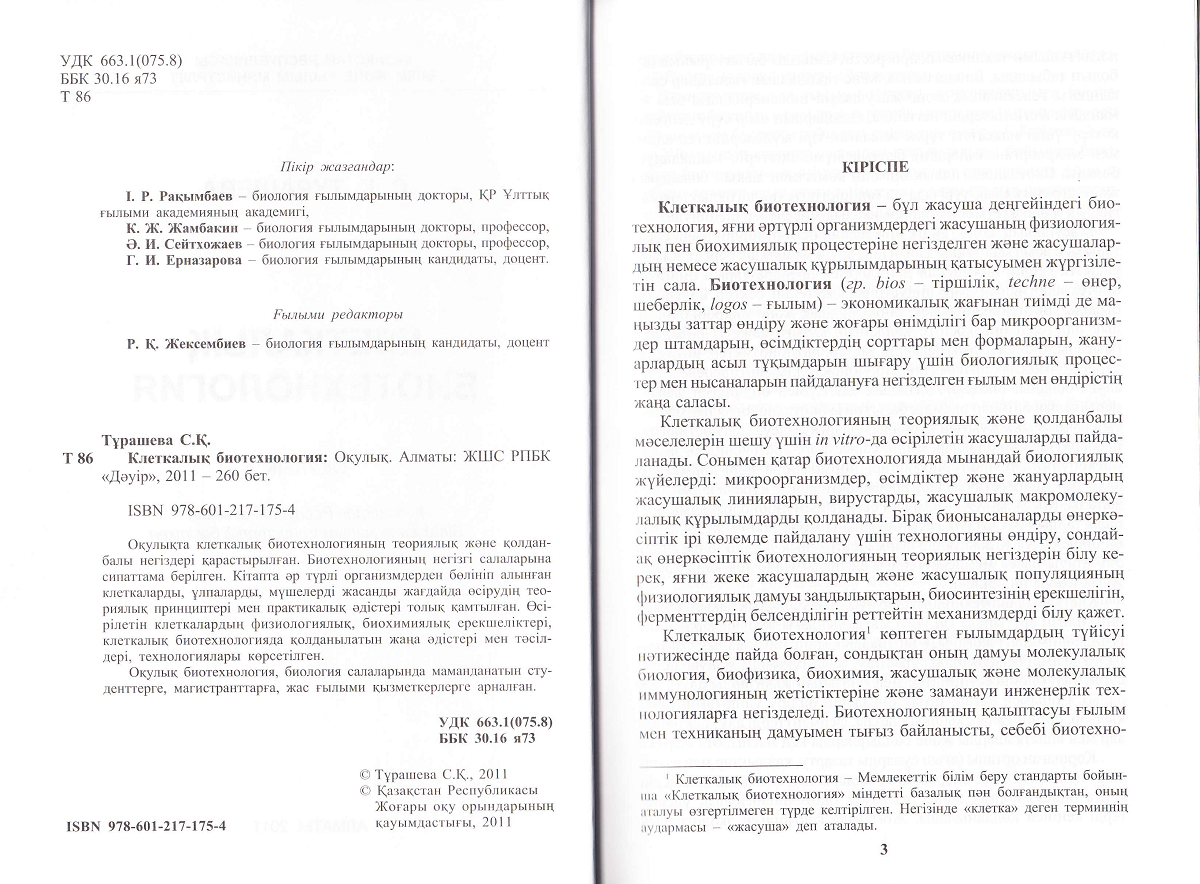 УДК 663.1(075.8)
ББК 30.16 я73
Т 86
Пікір жазғандар:
І. Р. Рақымбаев – биология ғылымдарының докторы, ҚР Ұлттық
ғылыми академияның академигі,
К. Ж. Жамбакин – биология ғылымдарының докторы, профессор,
Ә. И. Сейтхожаев – биология ғылымдарының докторы, профессор,
Г. И. Ерназарова – биология ғылымдарының кандидаты, доцент.
Ғылыми редакторы
Р. Қ. Жексембиев – биология ғылымдарының кандидаты, доцент
Тұрашева С.Қ.
Т 86 Клеткалық биотехнология: Оқулық. Алматы: ЖШС РПБК
«Дәуір», 2011 – 260 бет.
ISBN 978-601-217-175-4
Оқулықта клеткалық биотехнологияның теориялық және қолдан-
балы негіздері қарастырылған. Биотехнологияның негізгі салаларына
сипаттама берілген. Кітапта әр түрлі организмдерден бөлініп алынған
клеткаларды, ұлпаларды, мүшелерді жасанды жағдайда өсірудің тео-
риялық принциптері мен практикалық әдістері толық қамтылған. Өсі-
рілетін клеткалардың физиологиялық, биохимиялық ерекшеліктері,
клеткалық биотехнологияда қолданылатын жаңа әдістері мен тәсіл-
дері, технологиялары көрсетілген.
Оқулық биотехнология, биология салаларында маманданатын сту-
денттерге, магистранттарға, жас ғылыми қызметкерлерге арналған.
УДК 663.1(075.8)
ББК 30.16 я73
© Тұрашева С.Қ., 2011
© Қазақстан Республикасы
Жоғары оқу орындарының
қауымдастығы, 2011
ISBN 978-601-217-175-4
КІРІСПЕ
Клеткалық биотехнология – бұл жасуша деңгейіндегі био-
технология, яғни әртүрлі организмдердегі жасушаның физиология-
лық пен биохимиялық процестеріне негізделген және жасушалар-
дың немесе жасушалық құрылымдарының қатысуымен жүргізіле-
тін сала. Биотехнология (гр. bios – тіршілік, techne – өнер,
шеберлік, logos – ғылым) – экономикалық жағынан тиімді де ма-
ңызды заттар өндіру және жоғары өнімділігі бар микроорганизм-
дер штамдарын, өсімдіктердің сорттары мен формаларын, жану-
арлардың асыл тұқымдарын шығару үшін биологиялық процес-
тер мен нысаналарын пайдалануға негізделген ғылым мен өндірістің
жаңа саласы.
Клеткалық биотехнологияның теориялық және қолданбалы
мәселелерін шешу үшін in vitro-да өсірілетін жасушаларды пайда-
ланады. Сонымен қатар биотехнологияда мынандай биологиялық
жүйелерді: микроорганизмдер, өсімдіктер және жануарлардың
жасушалық линияларын, вирустарды, жасушалық макромолеку-
лалық құрылымдарды қолданады. Бірақ бионысаналарды өнеркә-
сіптік ірі көлемде пайдалану үшін технологияны өндіру, сондай-
ақ өнеркәсіптік биотехнологияның теориялық негіздерін білу ке-
рек, яғни жеке жасушалардың және жасушалық популяцияның
физиологиялық дамуы заңдылықтарын, биосинтезінің ерекшелігін,
ферменттердің белсенділігін реттейтін механизмдерді білу қажет.
Клеткалық биотехнология¹ көптеген ғылымдардың түйісуі
нәтижесінде пайда болған, сондықтан оның дамуы молекулалық
биология, биофизика, биохимия, жасушалық және молекулалық
иммунологияның жетістіктеріне және заманауи инженерлік тех-
нологияларға негізделеді. Биотехнологияның қалыптасуы ғылым
мен техниканың дамуымен тығыз байланысты, себебі биотехно-
¹ Клеткалық биотехнология – Мемлекеттік білім беру стандарты бойын-
ша «Клеткалық биотехнология» міндетті базалық пән болғандықтан, оның
аталуы өзгертілмеген түрде келтірілген. Негізінде «клетка» деген терминнің
аудармасы – «жасуша» деп аталады.
3